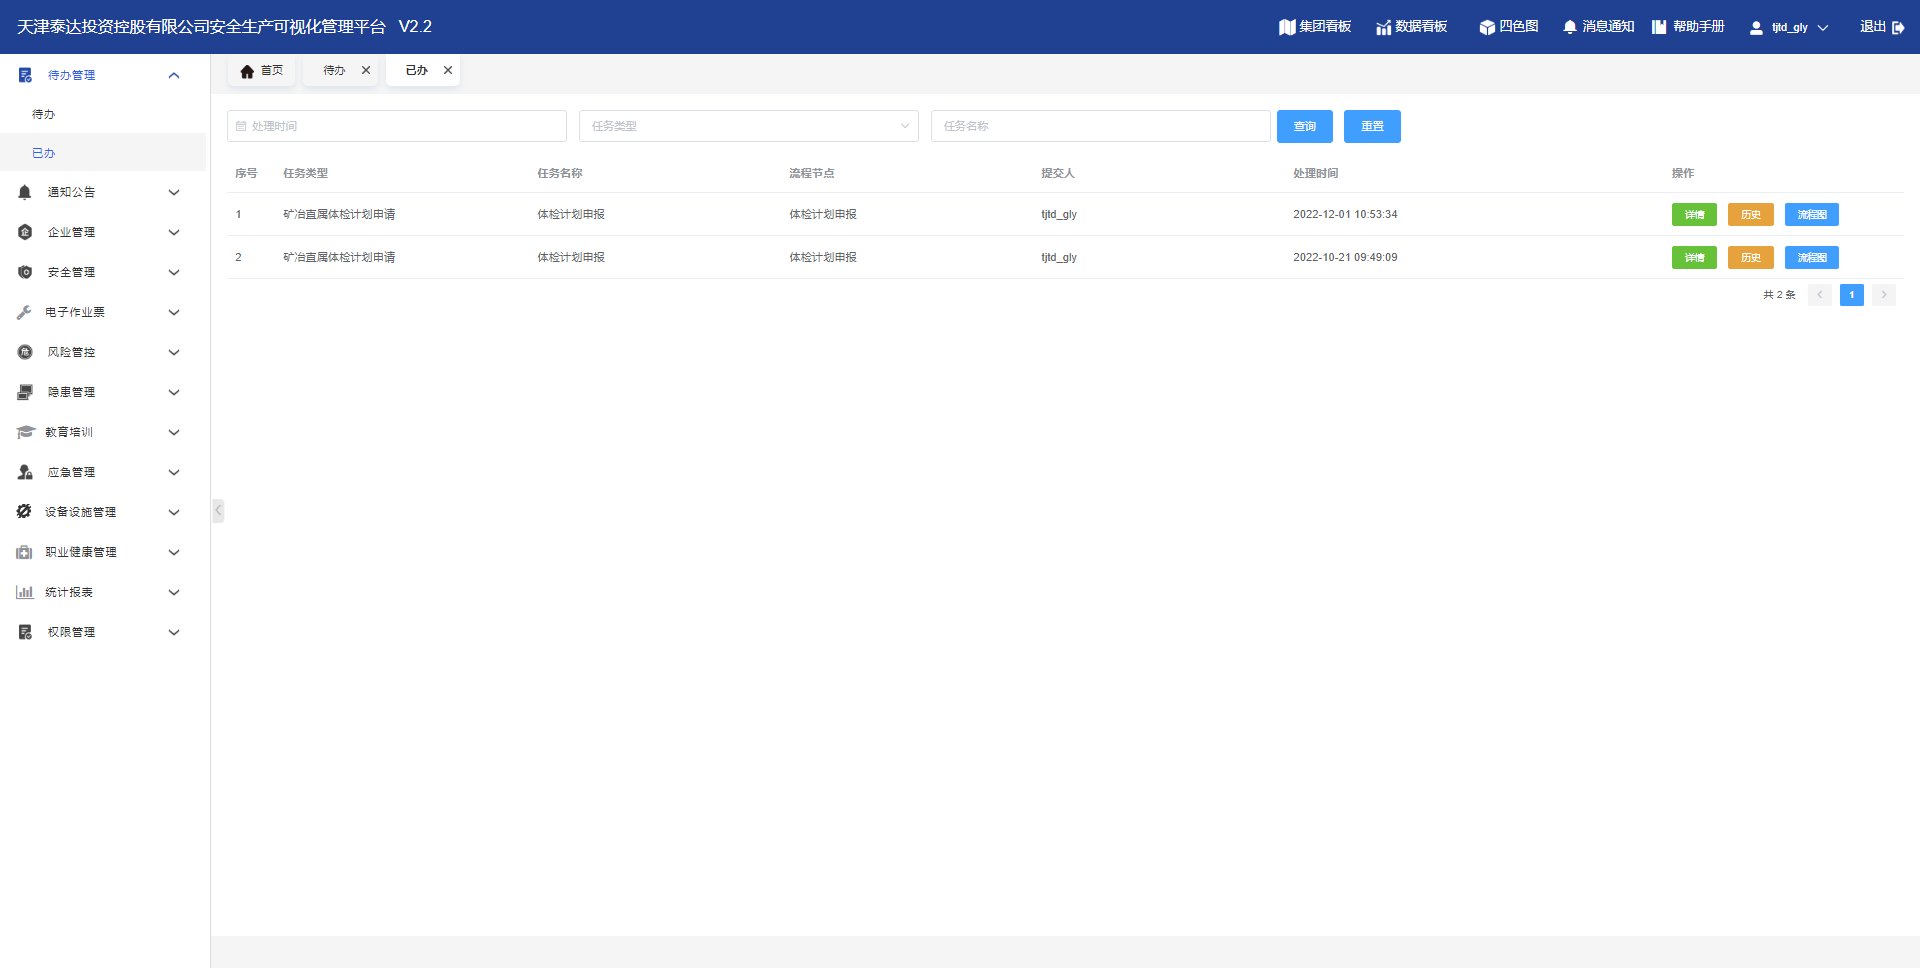 天津泰达投资控股有限公司安全生产可视化管理平台 V2.2
集团看板 数据看板 四色图 消息通知 帮助手册 tjtd_gly 退出
待办管理
待办
已办
通知公告
企业管理
安全管理
电子作业票
风险管控
隐患管理
教育培训
应急管理
设备设施管理
职业健康管理
统计报表
权限管理
首页 待办 已办
处理时间 任务类型 任务名称 查询 重置
序号 任务类型 任务名称 流程节点 提交人 处理时间 操作
1 矿冶直属体检计划申请 体检计划申报 体检计划申报 tjtd_gly 2022-12-01 10:53:34 详情 历史 流程图
2 矿冶直属体检计划申请 体检计划申报 体检计划申报 tjtd_gly 2022-10-21 09:49:09 详情 历史 流程图
共 2 条 1